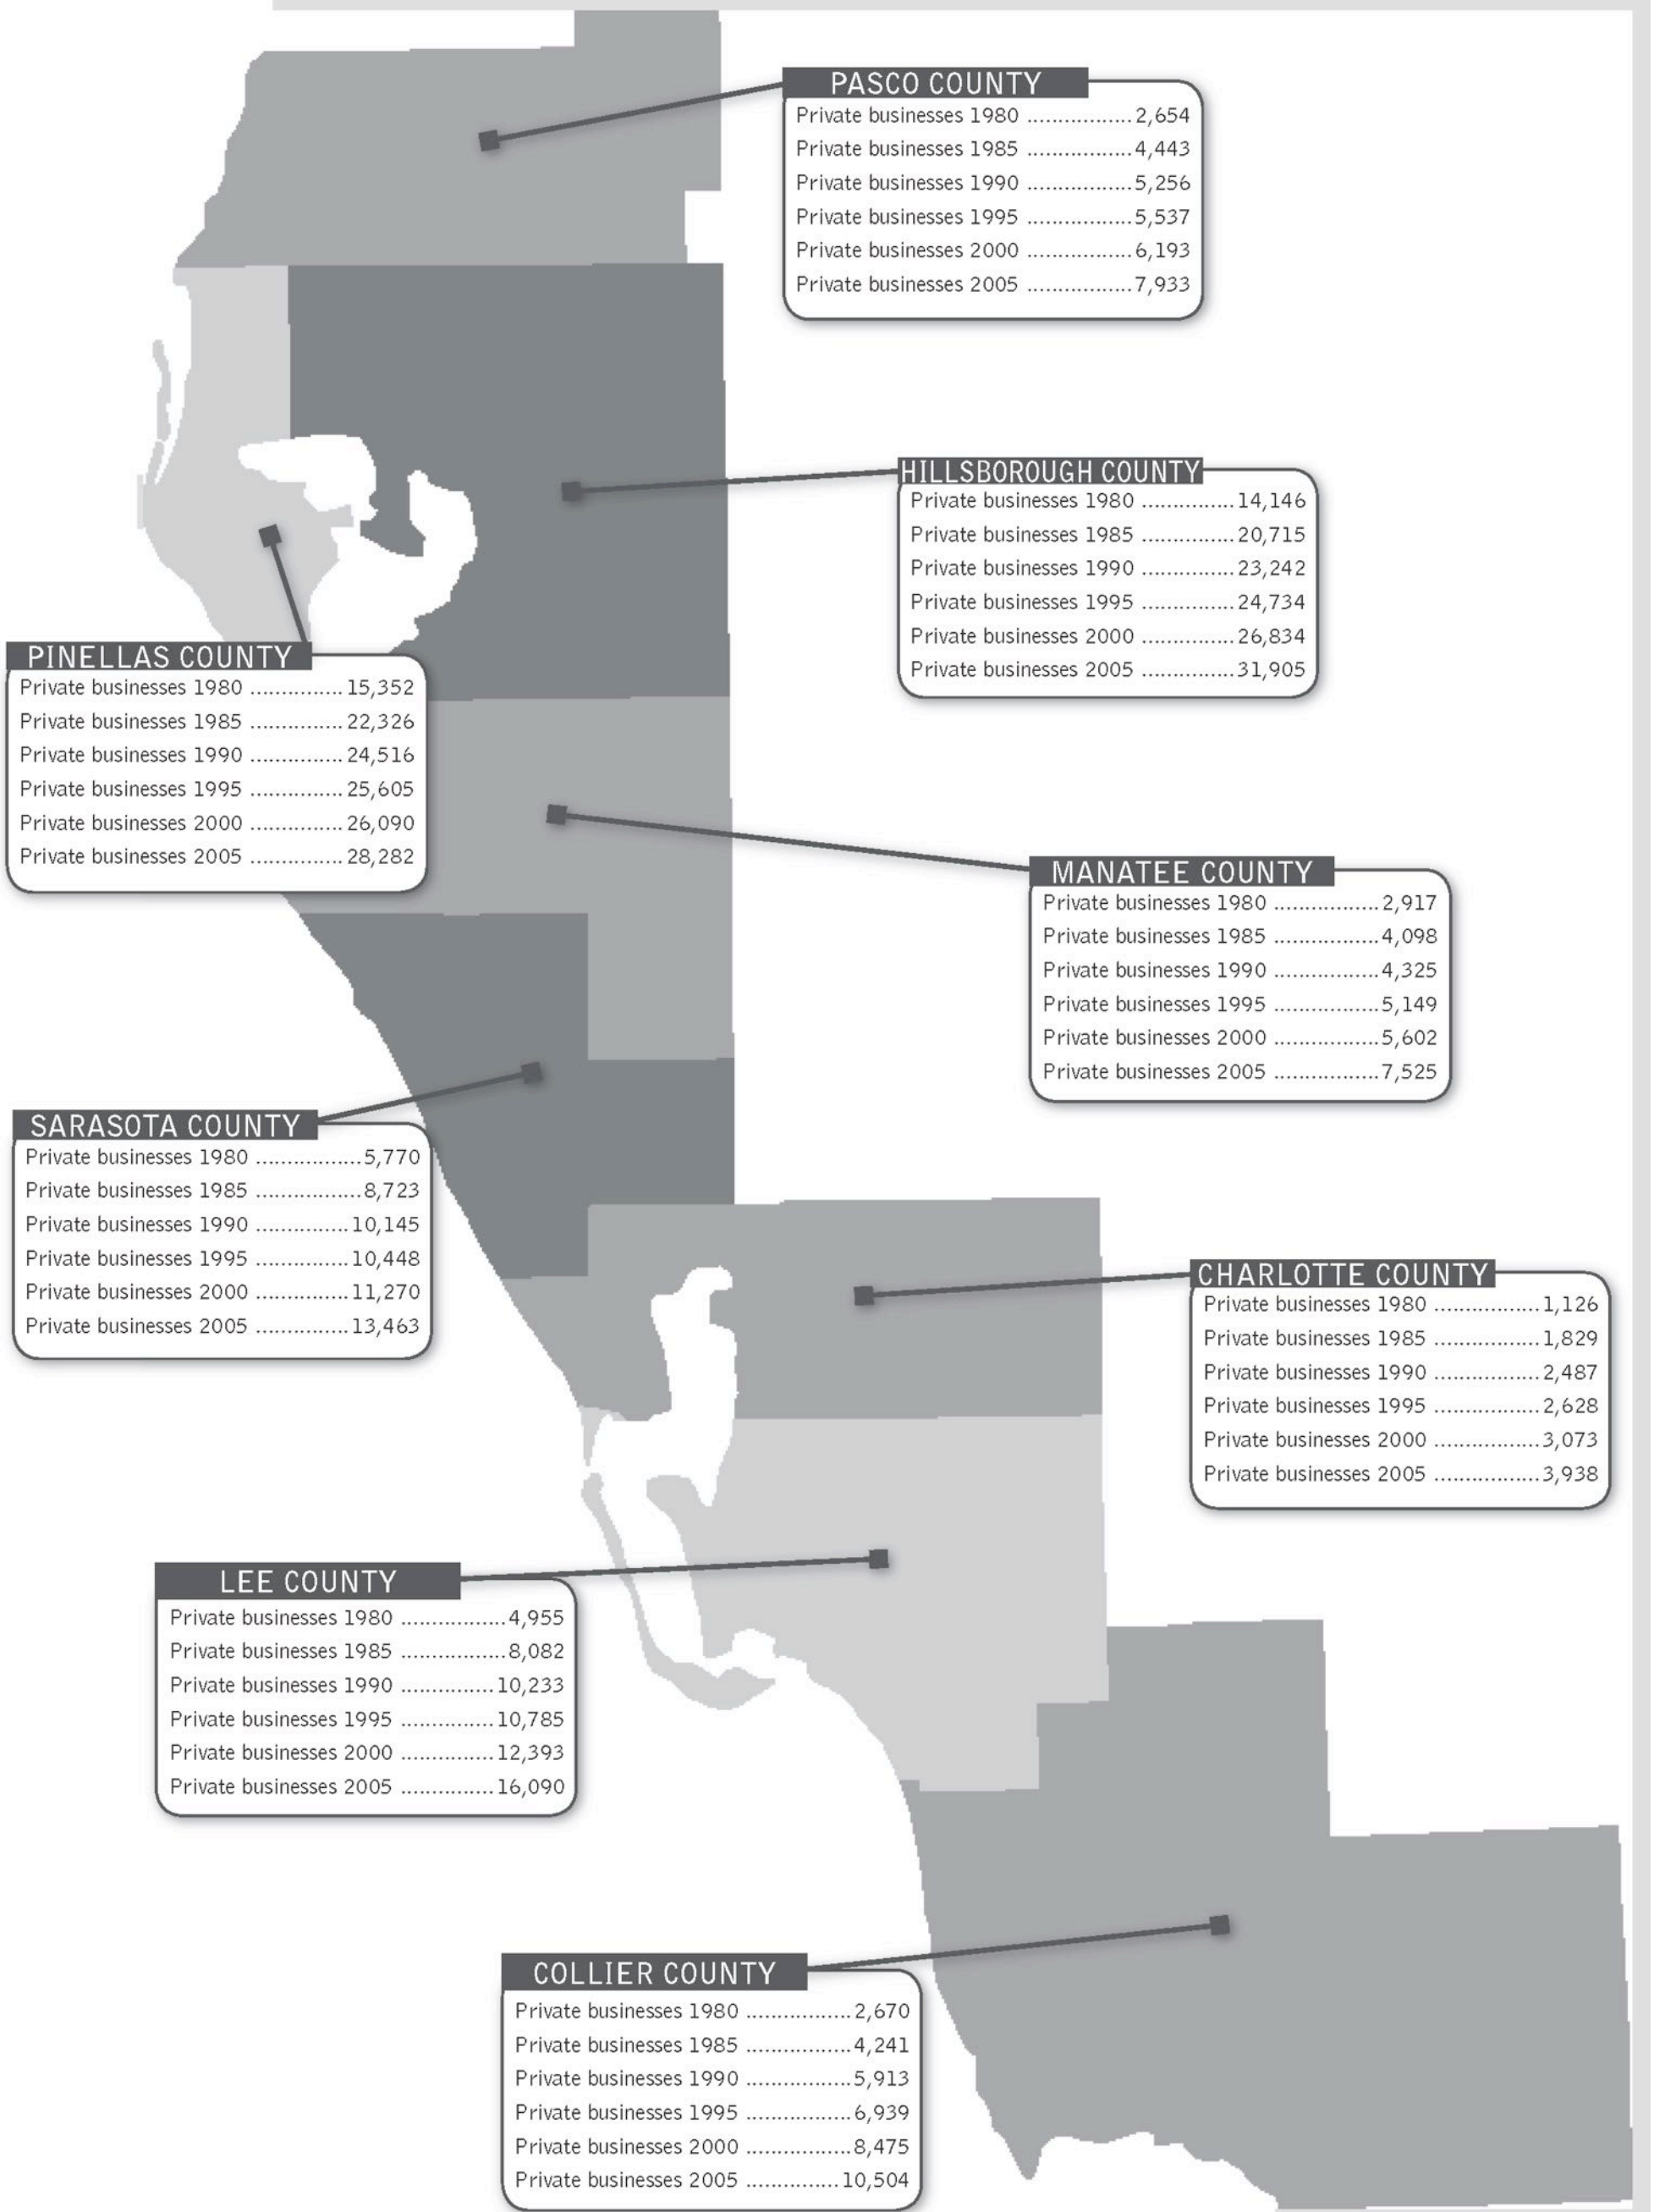 PASCO COUNTY
Private businesses 1980 .................2,654
Private businesses 1985 .................4,443
Private businesses 1990 .................5,256
Private businesses 1995 .................5,537
Private businesses 2000 .................6,193
Private businesses 2005 .................7,933
HILLSBOROUGH COUNTY
Private businesses 1980 ...............14,146
Private businesses 1985 ...............20,715
Private businesses 1990 ...............23,242
Private businesses 1995 ...............24,734
Private businesses 2000 ...............26,834
Private businesses 2005 ...............31,905
PINELLAS COUNTY
Private businesses 1980 ...............15,352
Private businesses 1985 ...............22,326
Private businesses 1990 ...............24,516
Private businesses 1995 ...............25,605
Private businesses 2000 ...............26,090
Private businesses 2005 ...............28,282
MANATEE COUNTY
Private businesses 1980 .................2,917
Private businesses 1985 .................4,098
Private businesses 1990 .................4,325
Private businesses 1995 .................5,149
Private businesses 2000 .................5,602
Private businesses 2005 .................7,525
SARASOTA COUNTY
Private businesses 1980 .................5,770
Private businesses 1985 .................8,723
Private businesses 1990 ...............10,145
Private businesses 1995 ...............10,448
Private businesses 2000 ...............11,270
Private businesses 2005 ...............13,463
CHARLOTTE COUNTY
Private businesses 1980 .................1,126
Private businesses 1985 .................1,829
Private businesses 1990 .................2,487
Private businesses 1995 .................2,628
Private businesses 2000 .................3,073
Private businesses 2005 .................3,938
LEE COUNTY
Private businesses 1980 .................4,955
Private businesses 1985 .................8,082
Private businesses 1990 ...............10,233
Private businesses 1995 ...............10,785
Private businesses 2000 ...............12,393
Private businesses 2005 ...............16,090
COLLIER COUNTY
Private businesses 1980 .................2,670
Private businesses 1985 .................4,241
Private businesses 1990 .................5,913
Private businesses 1995 .................6,939
Private businesses 2000 .................8,475
Private businesses 2005 ...............10,504